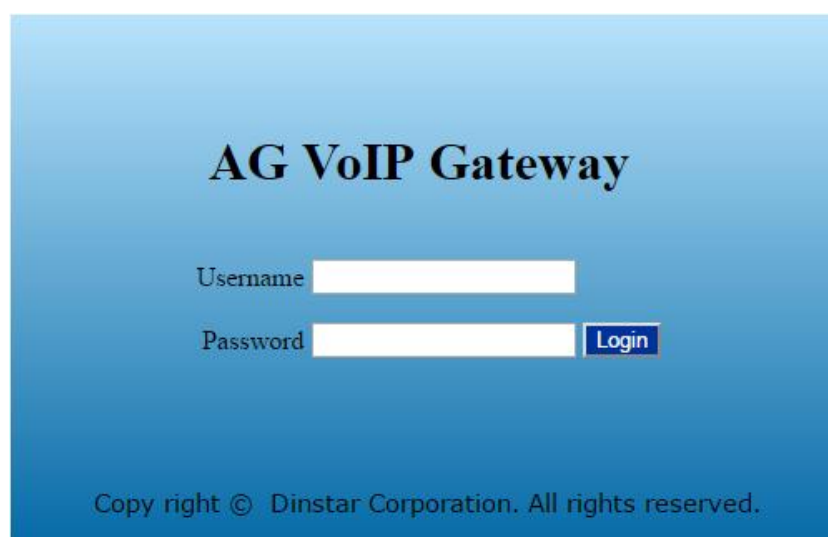 AG VoIP Gateway
Username
Password Login
Copy right © Dinstar Corporation. All rights reserved.